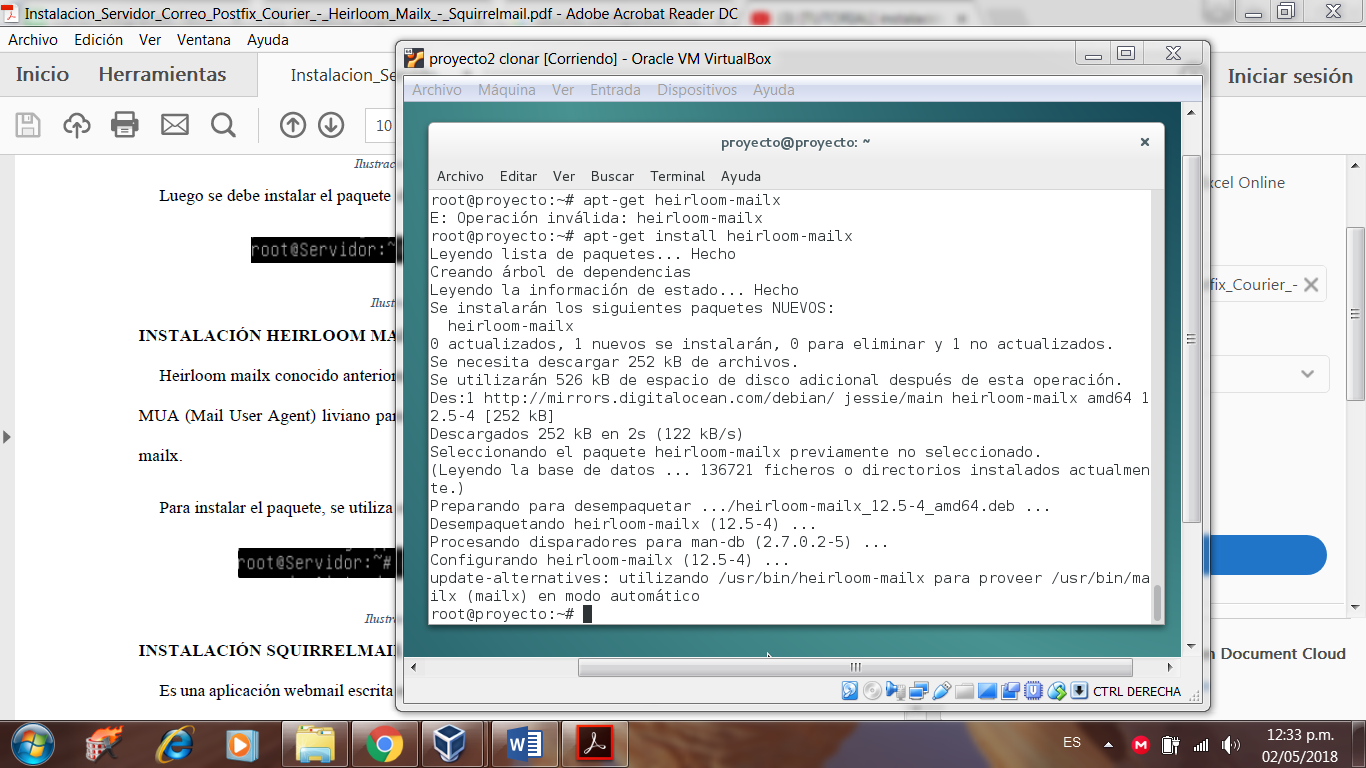 Instalacion_Servidor_Correo_Postfix_Courier_-_Heirloom_Mailx_-_Squirrelmail.pdf - Adobe Acrobat Reader DC
Archivo Edición Ver Ventana Ayuda
Inicio Herramientas Instalacion_Se
Iniciar sesión
10
Ilustrac
Luego se debe instalar el paquete
root@Servidor:~
Ilust
INSTALACIÓN HEIRLOOM MA
Heirloom mailx conocido anterior
MUA (Mail User Agent) liviano par
mailx.
Para instalar el paquete, se utiliza
root@Servidor:~#
Ilustr
INSTALACIÓN SQUIRRELMAI
Es una aplicación webmail escrita
proyecto2 clonar [Corriendo] - Oracle VM VirtualBox
Archivo Máquina Ver Entrada Dispositivos Ayuda
proyecto@proyecto: ~
Archivo Editar Ver Buscar Terminal Ayuda
root@proyecto:~# apt-get heirloom-mailx
E: Operación inválida: heirloom-mailx
root@proyecto:~# apt-get install heirloom-mailx
Leyendo lista de paquetes... Hecho
Creando árbol de dependencias
Leyendo la información de estado... Hecho
Se instalarán los siguientes paquetes NUEVOS:
heirloom-mailx
0 actualizados, 1 nuevos se instalarán, 0 para eliminar y 1 no actualizados.
Se necesita descargar 252 kB de archivos.
Se utilizarán 526 kB de espacio de disco adicional después de esta operación.
Des:1 http://mirrors.digitalocean.com/debian/ jessie/main heirloom-mailx amd64 1
2.5-4 [252 kB]
Descargados 252 kB en 2s (122 kB/s)
Seleccionando el paquete heirloom-mailx previamente no seleccionado.
(Leyendo la base de datos ... 136721 ficheros o directorios instalados actualmen
te.)
Preparando para desempaquetar .../heirloom-mailx_12.5-4_amd64.deb ...
Desempaquetando heirloom-mailx (12.5-4) ...
Procesando disparadores para man-db (2.7.0.2-5) ...
Configurando heirloom-mailx (12.5-4) ...
update-alternatives: utilizando /usr/bin/heirloom-mailx para proveer /usr/bin/ma
ilx (mailx) en modo automático
root@proyecto:~#
CTRL DERECHA
xcel Online
fix_Courier_-
n Document Cloud
ES
12:33 p.m.
02/05/2018